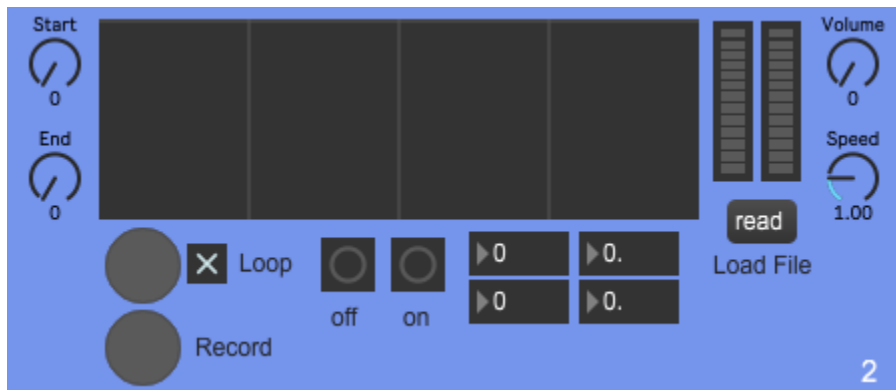 Start
0
End
0
Volume
0
Speed
1.00
read
Load File
Loop
off
on
0
0.
0
0.
Record
2